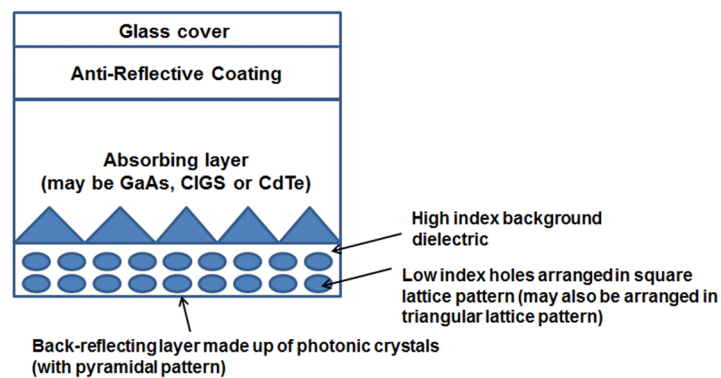 Glass cover
Anti-Reflective Coating
Absorbing layer
(may be GaAs, CIGS or CdTe)
High index background
dielectric
Low index holes arranged in square
lattice pattern (may also be arranged in
triangular lattice pattern)
Back-reflecting layer made up of photonic crystals
(with pyramidal pattern)